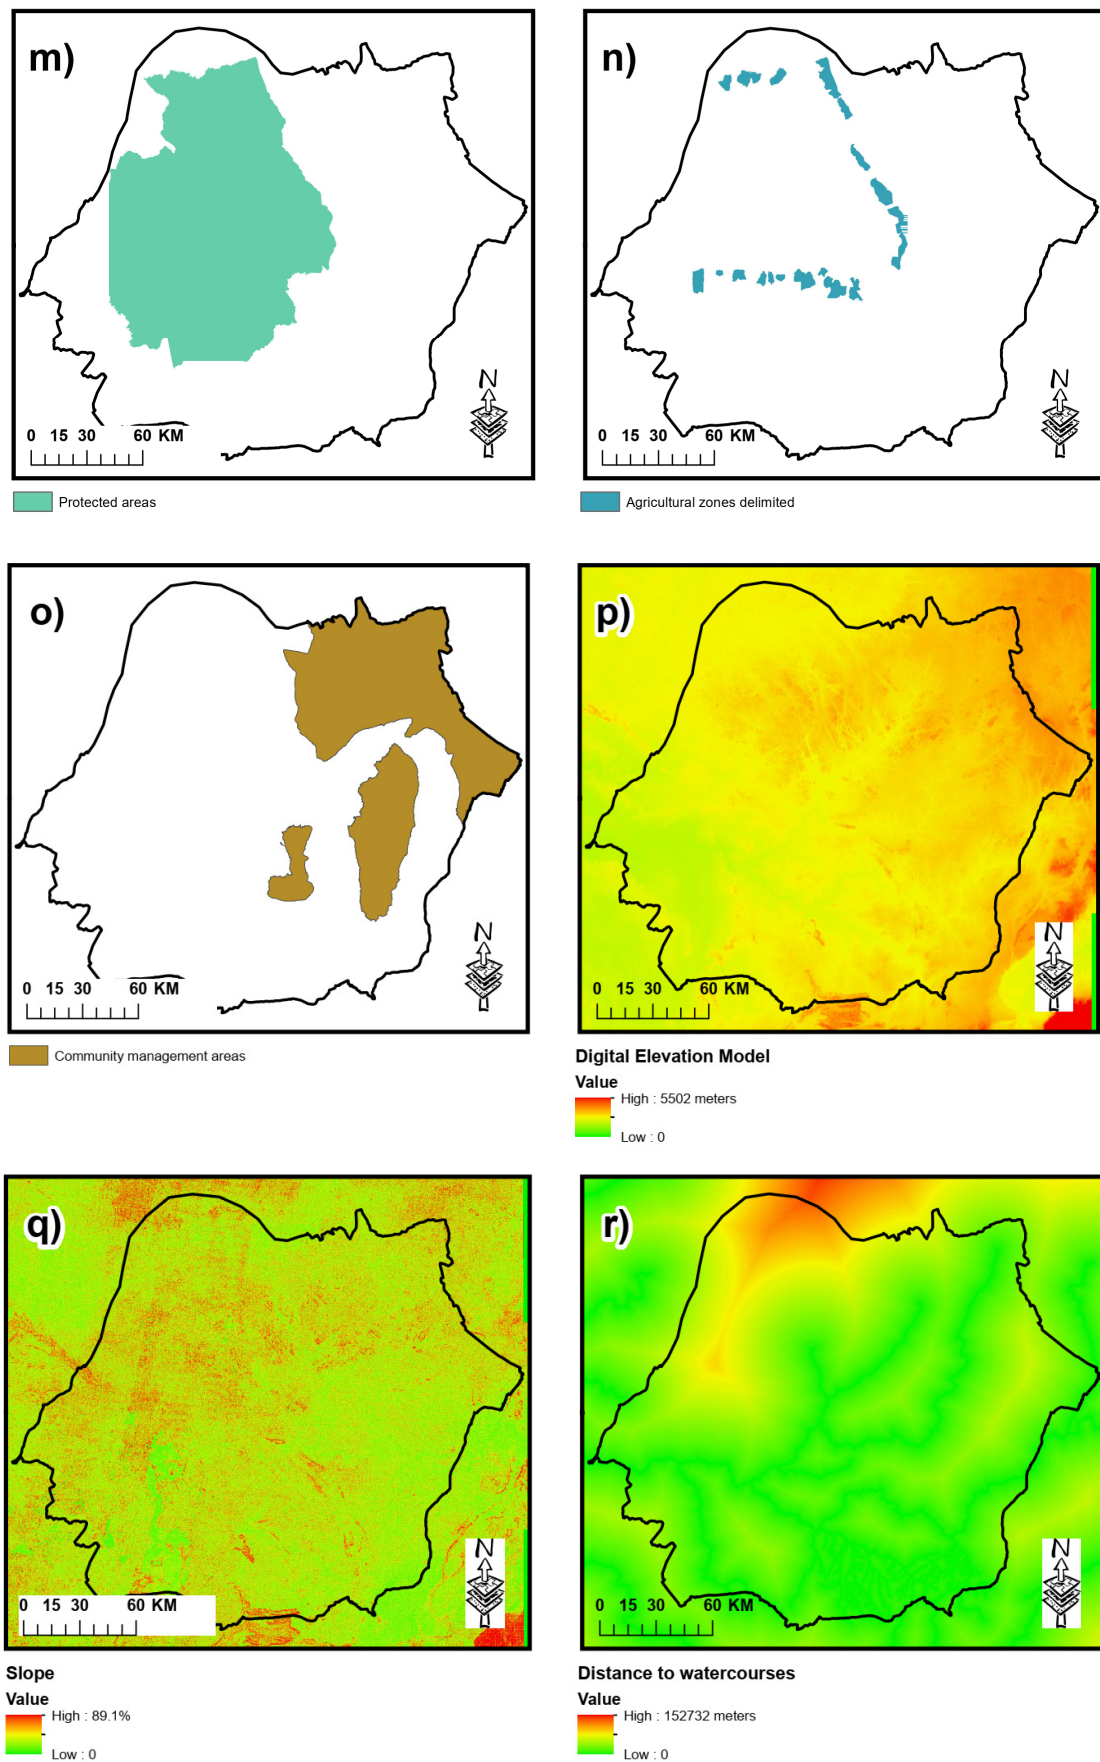 m)
N
0 15 30 60 KM
Protected areas
n)
N
0 15 30 60 KM
Agricultural zones delimited
o)
N
0 15 30 60 KM
Community management areas
p)
N
0 15 30 60 KM
Digital Elevation Model
Value
High : 5502 meters
Low : 0
q)
N
0 15 30 60 KM
Slope
Value
High : 89.1%
Low : 0
r)
N
0 15 30 60 KM
Distance to watercourses
Value
High : 152732 meters
Low : 0